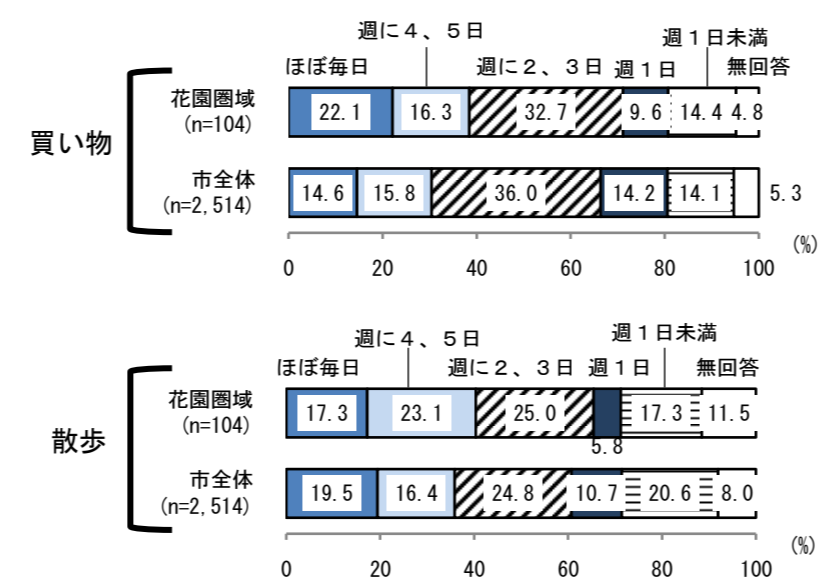 週に４、５日
週１日未満
ほぼ毎日
週に２、３日
週１日
無回答
買い物
花園圏域
(n=104)
22.1
16.3
32.7
9.6
14.4
4.8
市全体
(n=2,514)
14.6
15.8
36.0
14.2
14.1
5.3
(%)
0
20
40
60
80
100
週に４、５日
週１日未満
ほぼ毎日
週に２、３日
週１日
無回答
散歩
花園圏域
(n=104)
17.3
23.1
25.0
5.8
17.3
11.5
市全体
(n=2,514)
19.5
16.4
24.8
10.7
20.6
8.0
(%)
0
20
40
60
80
100